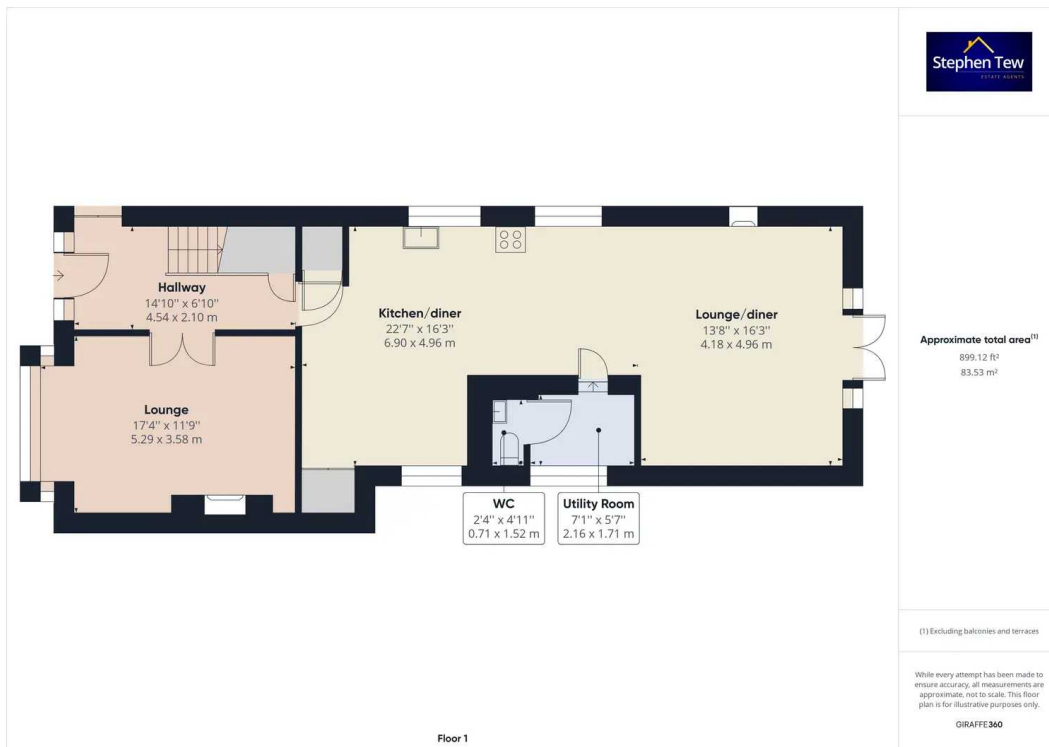 Stephen Tew
ESTATE AGENTS
Hallway
14'10" x 6'10"
4.54 x 2.10 m
Kitchen/diner
22'7" x 16'3"
6.90 x 4.96 m
Lounge/diner
13'8" x 16'3"
4.18 x 4.96 m
Lounge
17'4" x 11'9"
5.29 x 3.58 m
WC
2'4" x 4'11"
0.71 x 1.52 m
Utility Room
7'1" x 5'7"
2.16 x 1.71 m
Floor 1
Approximate total area(1)
899.12 ft²
83.53 m²
(1) Excluding balconies and terraces
While every attempt has been made to
ensure accuracy, all measurements are
approximate, not to scale. This floor
plan is for illustrative purposes only.
GIRAFFE360